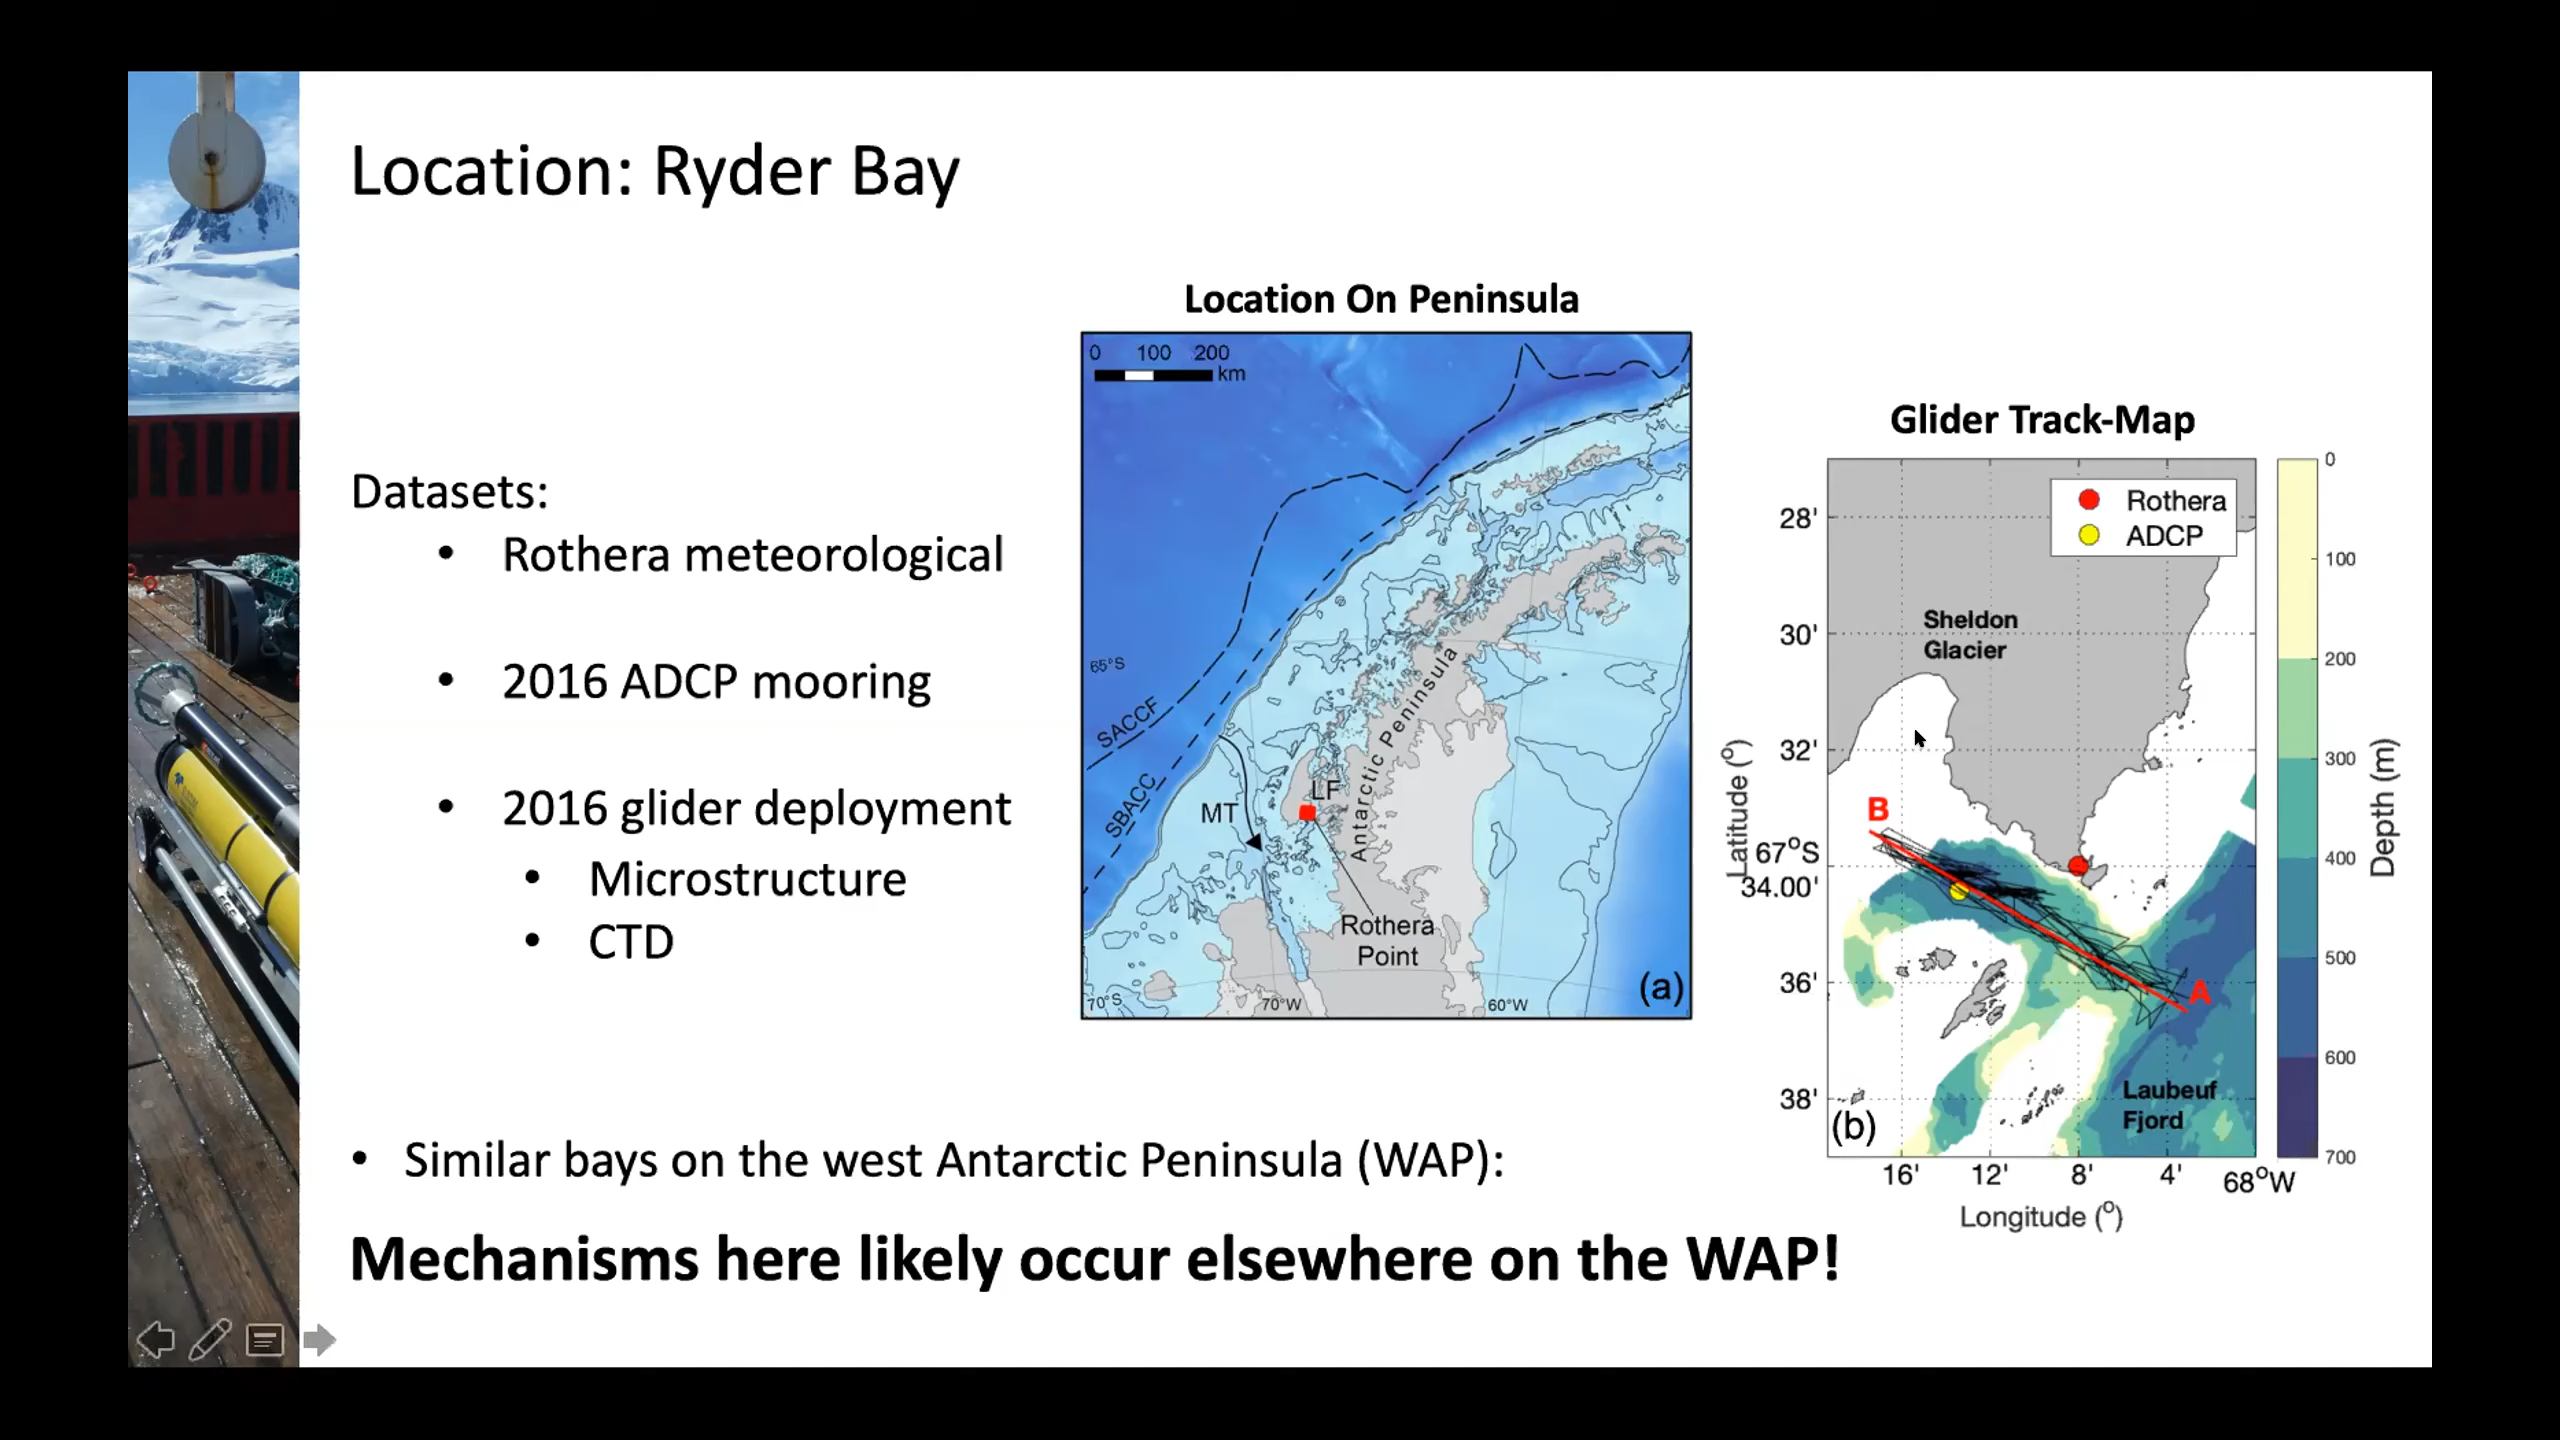 Location: Ryder Bay
Datasets:
• Rothera meteorological
• 2016 ADCP mooring
• 2016 glider deployment
• Microstructure
• CTD
Location On Peninsula
0 100 200
km
65°S
SACCF
SBACC
MT
LF
Antarctic Peninsula
Rothera
Point
70°S
70°W
60°W
(a)
Glider Track-Map
Rothera
ADCP
Sheldon
Glacier
B
A
Laubeuf
Fjord
(b)
28'
30'
32'
67°S
34.00'
36'
38'
Latitude (°)
16'
12'
8'
4'
68°W
Longitude (°)
0
100
200
300
400
500
600
700
Depth (m)
• Similar bays on the west Antarctic Peninsula (WAP):
Mechanisms here likely occur elsewhere on the WAP!